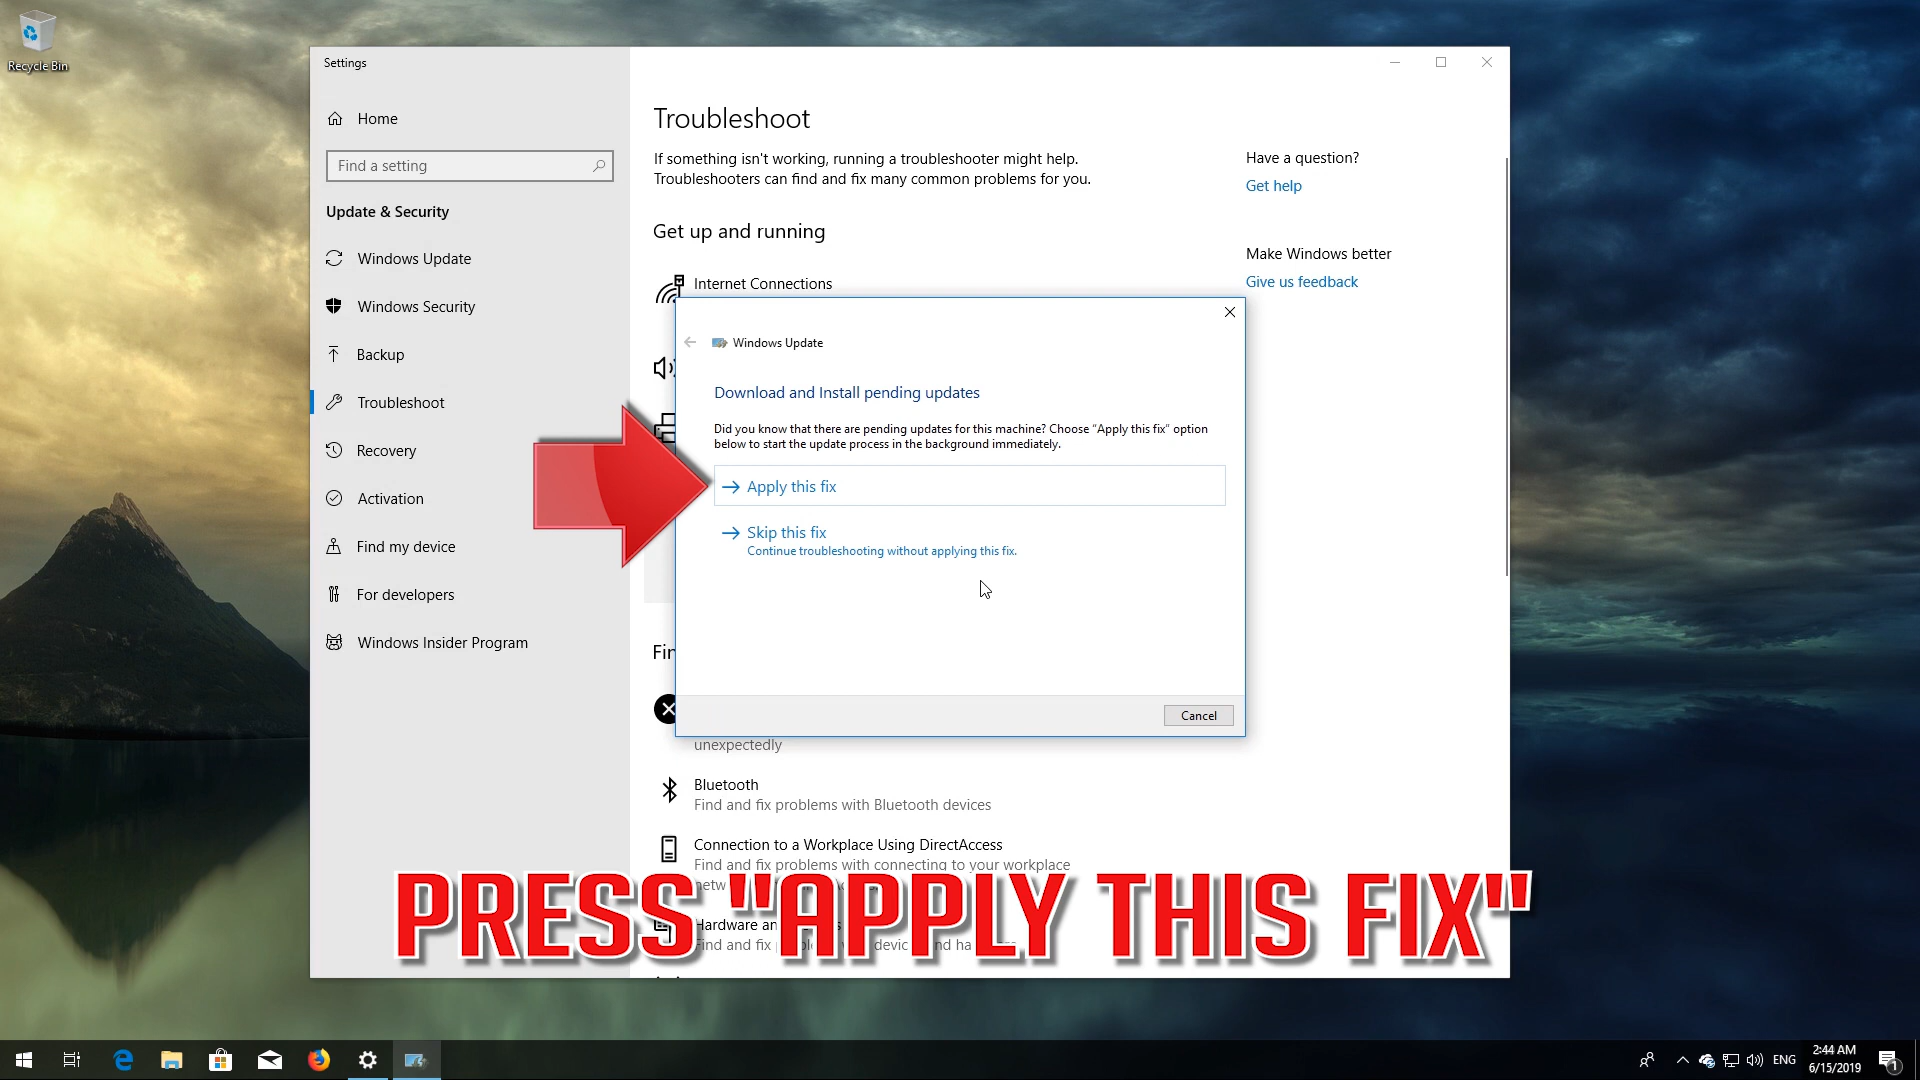 Recycle Bin
Settings
Home
Find a setting
Update & Security
Windows Update
Windows Security
Backup
Troubleshoot
Recovery
Activation
Find my device
For developers
Windows Insider Program
Troubleshoot
If something isn't working, running a troubleshooter might help.
Troubleshooters can find and fix many common problems for you.
Get up and running
Internet Connections
Have a question?
Get help
Make Windows better
Give us feedback
Windows Update
Download and Install pending updates
Did you know that there are pending updates for this machine? Choose “Apply this fix” option
below to start the update process in the background immediately.
Apply this fix
Skip this fix
Continue troubleshooting without applying this fix.
Cancel
unexpectedly
Bluetooth
Find and fix problems with Bluetooth devices
Connection to a Workplace Using DirectAccess
Find and fix problems with connecting to your workplace
Hardware
Find and fix
PRESS "APPLY THIS FIX"
ENG
2:44 AM
6/15/2019
1